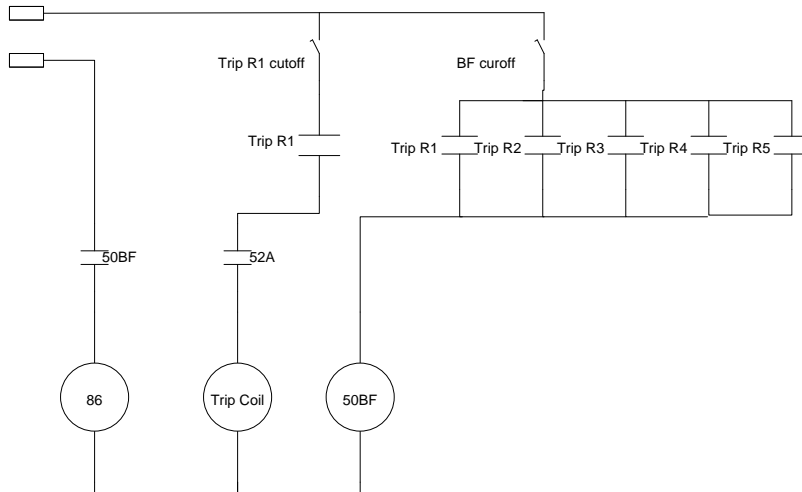 Trip R1 cutoff
BF curoff
Trip R1
Trip R1
Trip R2
Trip R3
Trip R4
Trip R5
50BF
52A
86
Trip Coil
50BF